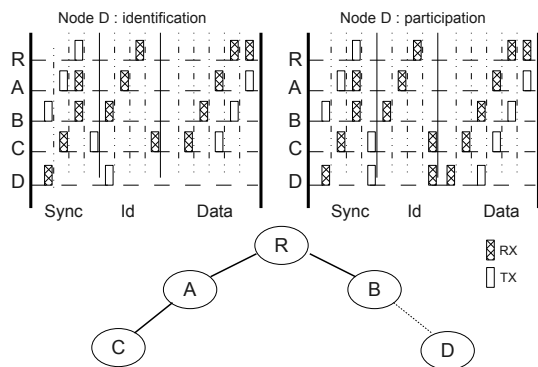 Node D : identification
Node D : participation
R
A
B
C
D
R
A
B
C
D
Sync Id Data
Sync Id Data
R
A
B
C
D
RX
TX